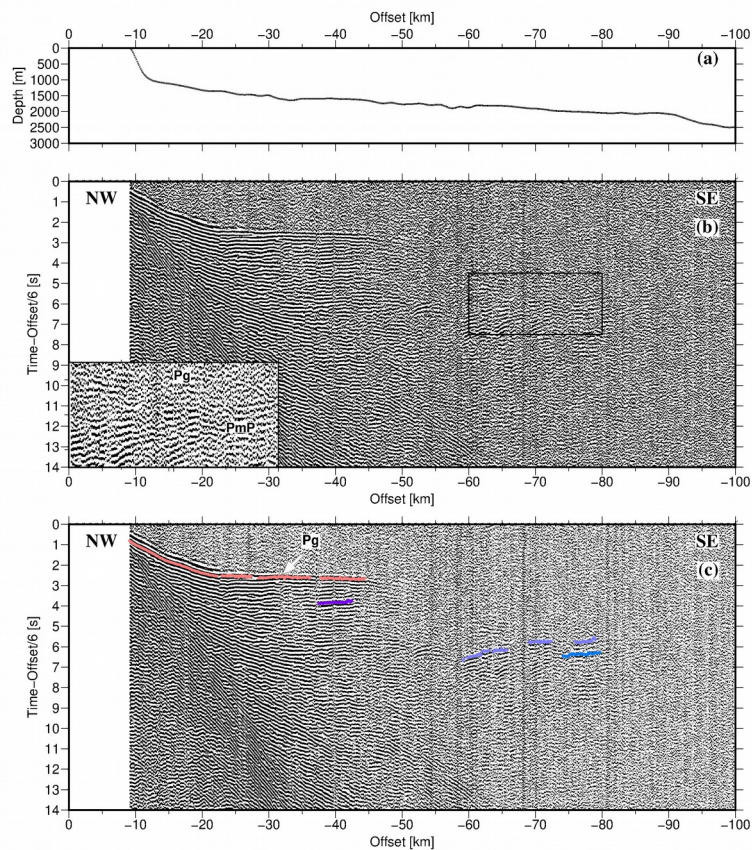 Offset [km]
0 −10 −20 −30 −40 −50 −60 −70 −80 −90 −100
(a)
Depth [m]
0
500
1000
1500
2000
2500
3000
NW
SE
(b)
Time−Offset/6 [s]
0
1
2
3
4
5
6
7
8
9
10
11
12
13
14
Pg
PmP
0 −10 −20 −30 −40 −50 −60 −70 −80 −90 −100
Offset [km]
NW
Pg
SE
(c)
Time−Offset/6 [s]
0
1
2
3
4
5
6
7
8
9
10
11
12
13
14
0 −10 −20 −30 −40 −50 −60 −70 −80 −90 −100
Offset [km]